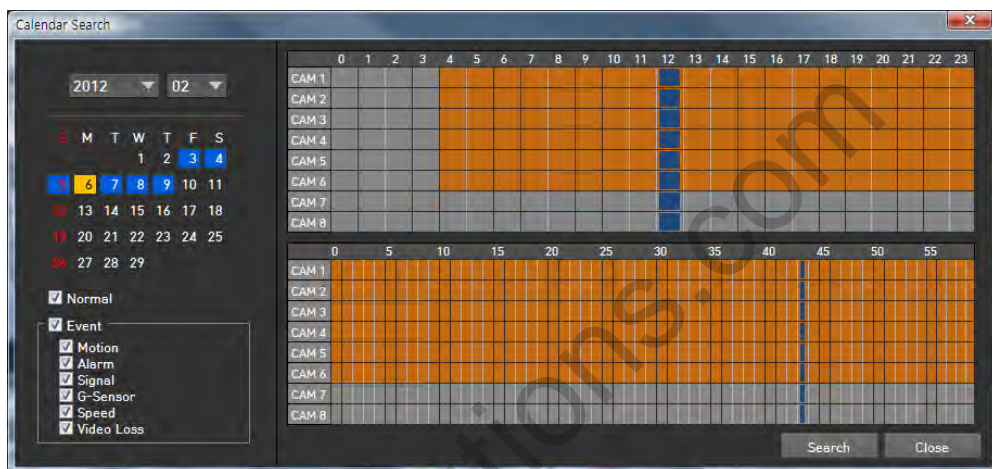 Calendar Search
2012 02
S M T W T F S
1 2 3 4
5 6 7 8 9 10 11
12 13 14 15 16 17 18
19 20 21 22 23 24 25
26 27 28 29
Normal
Event
Motion
Alarm
Signal
G-Sensor
Speed
Video Loss
0 1 2 3 4 5 6 7 8 9 10 11 12 13 14 15 16 17 18 19 20 21 22 23
CAM 1
CAM 2
CAM 3
CAM 4
CAM 5
CAM 6
CAM 7
CAM 8
0 5 10 15 20 25 30 35 40 45 50 55
CAM 1
CAM 2
CAM 3
CAM 4
CAM 5
CAM 6
CAM 7
CAM 8
Search Close
tions.com